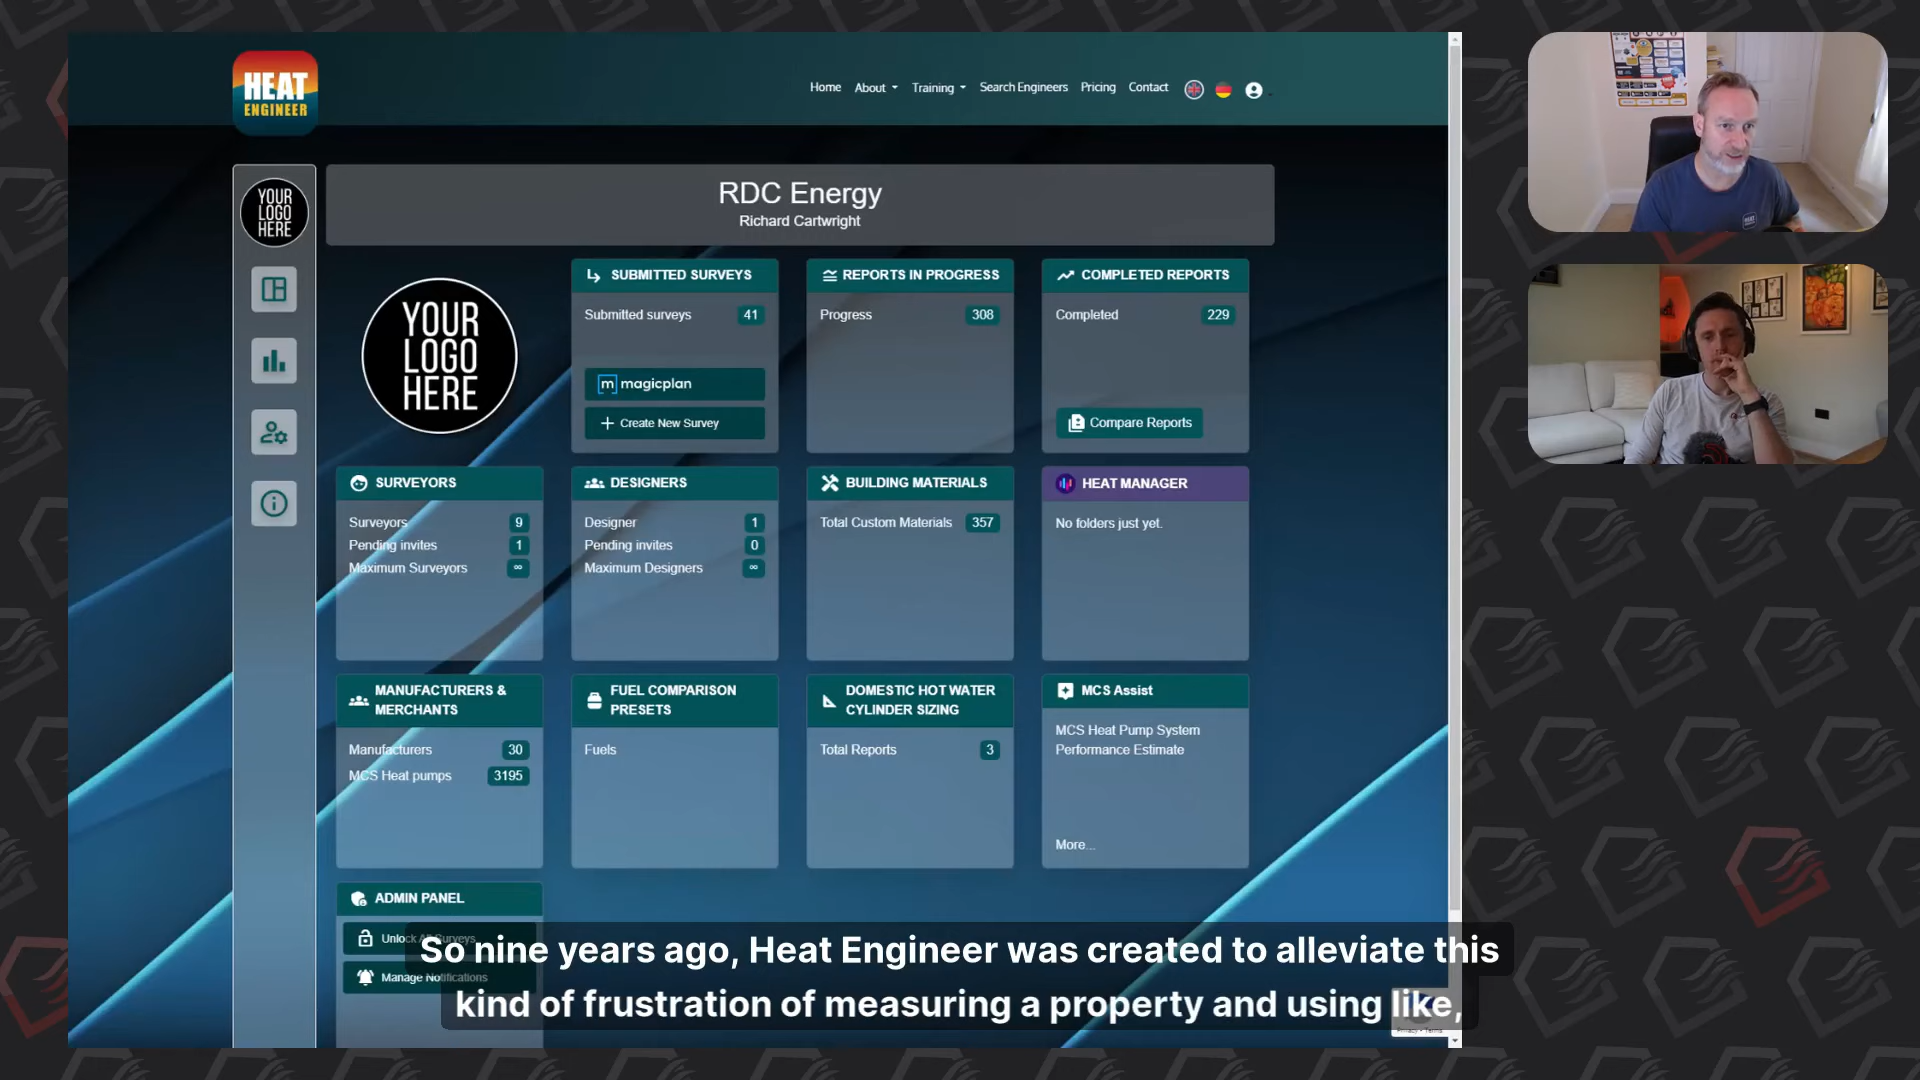 HEAT
ENGINEER
Home
About
Training
Search Engineers
Pricing
Contact
YOUR
LOGO
HERE
RDC Energy
Richard Cartwright
YOUR
LOGO
HERE
SUBMITTED SURVEYS
Submitted surveys 41
m magicplan
Create New Survey
REPORTS IN PROGRESS
Progress 308
COMPLETED REPORTS
Completed 229
Compare Reports
SURVEYORS
Surveyors 9
Pending invites 1
Maximum Surveyors ∞
DESIGNERS
Designer 1
Pending invites 0
Maximum Designers ∞
BUILDING MATERIALS
Total Custom Materials 357
HEAT MANAGER
No folders just yet.
MANUFACTURERS &
MERCHANTS
Manufacturers 30
MCS Heat pumps 3195
FUEL COMPARISON
PRESETS
Fuels
DOMESTIC HOT WATER
CYLINDER SIZING
Total Reports 3
MCS Assist
MCS Heat Pump System
Performance Estimate
More...
ADMIN PANEL
Unlock All Surveys
Manage Notifications
So nine years ago, Heat Engineer was created to alleviate this
kind of frustration of measuring a property and using like,